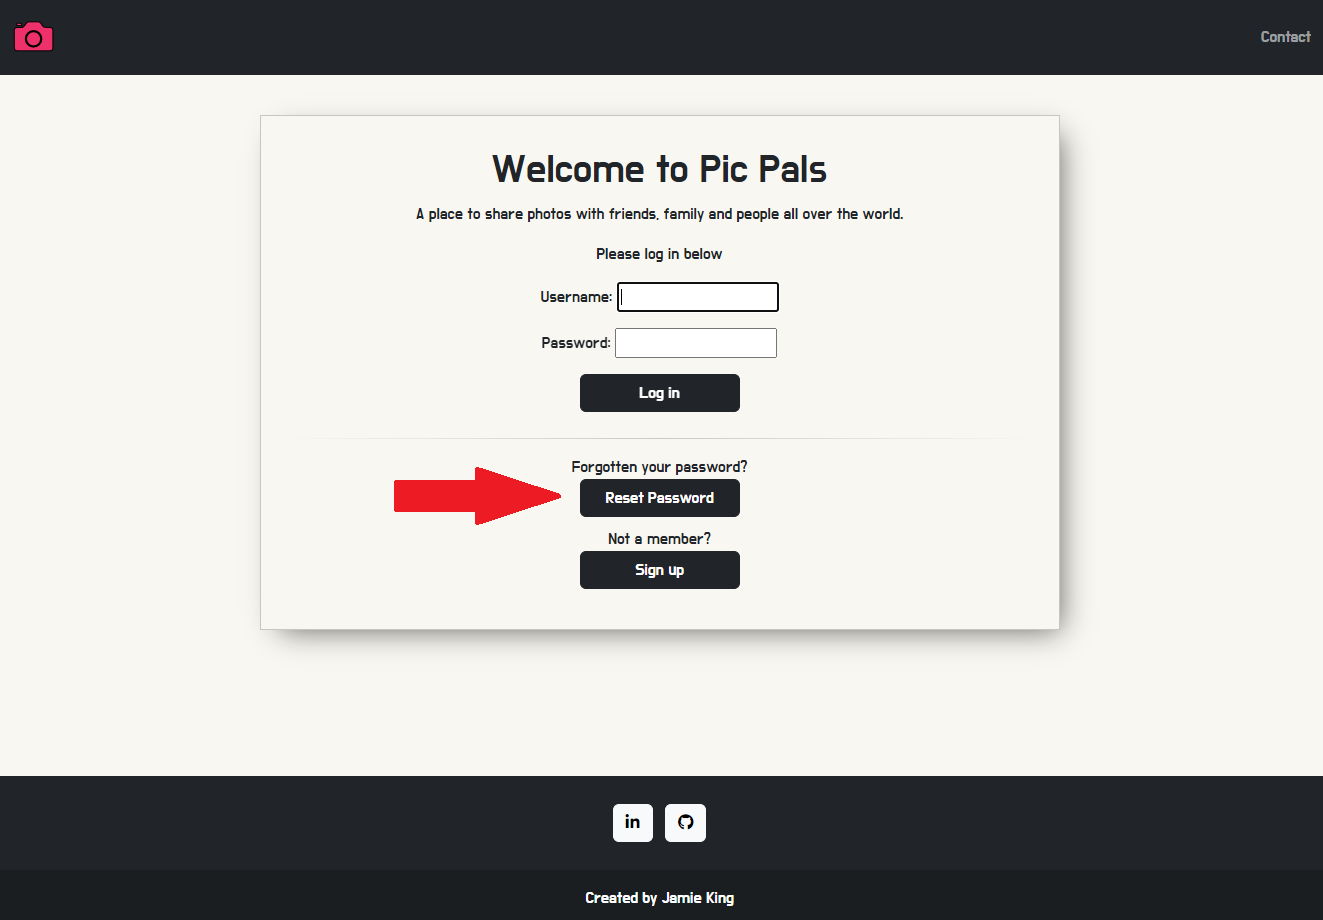 Contact
Welcome to Pic Pals
A place to share photos with friends, family and people all over the world.
Please log in below
Username:
Password:
Log in
Forgotten your password?
Reset Password
Not a member?
Sign up
in
Created by Jamie King